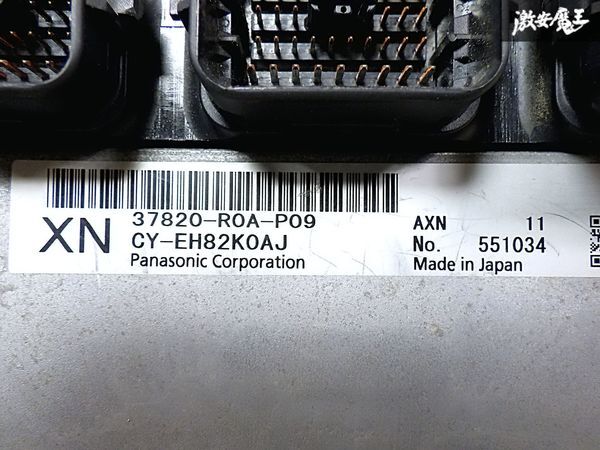 激安魔王
XN
37820-R0A-P09
CY-EH82K0AJ
Panasonic Corporation
AXN 11
No. 551034
Made in Japan